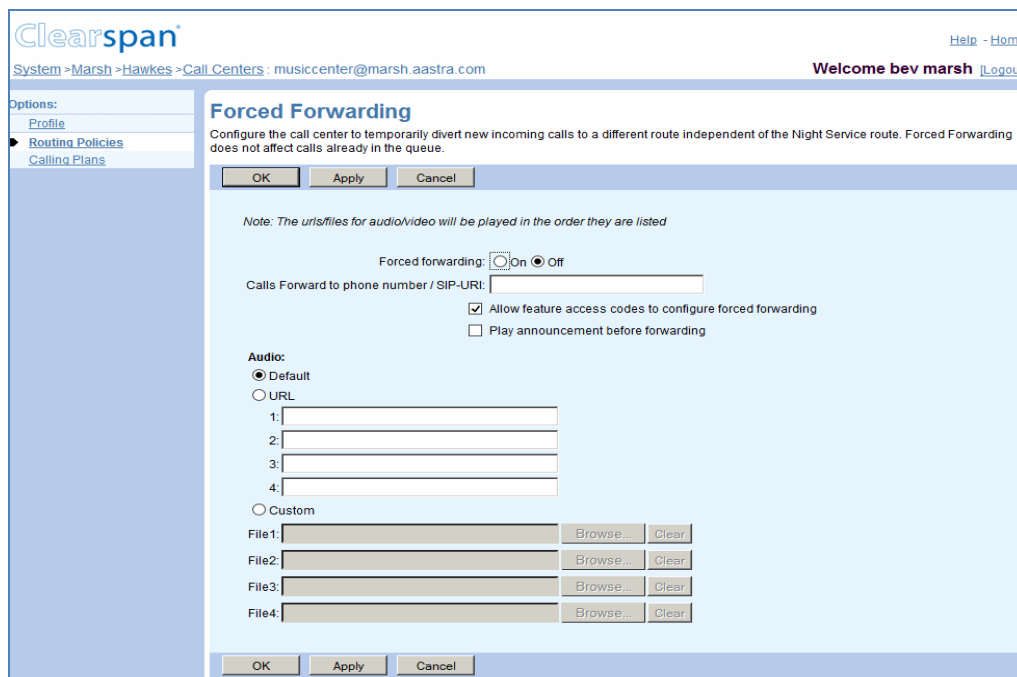 Clearspan
Help - Hom
System >Marsh >Hawkes >Call Centers : musiccenter@marsh.aastra.com
Welcome bev marsh [Logou
Options:
Profile
Routing Policies
Calling Plans
Forced Forwarding
Configure the call center to temporarily divert new incoming calls to a different route independent of the Night Service route. Forced Forwarding
does not affect calls already in the queue.
OK Apply Cancel
Note: The urls/files for audio/video will be played in the order they are listed
Forced forwarding: On Off
Calls Forward to phone number / SIP-URI:
Allow feature access codes to configure forced forwarding
Play announcement before forwarding
Audio:
Default
URL
1:
2:
3:
4:
Custom
File1: Browse... Clear
File2: Browse... Clear
File3: Browse... Clear
File4: Browse... Clear
OK Apply Cancel